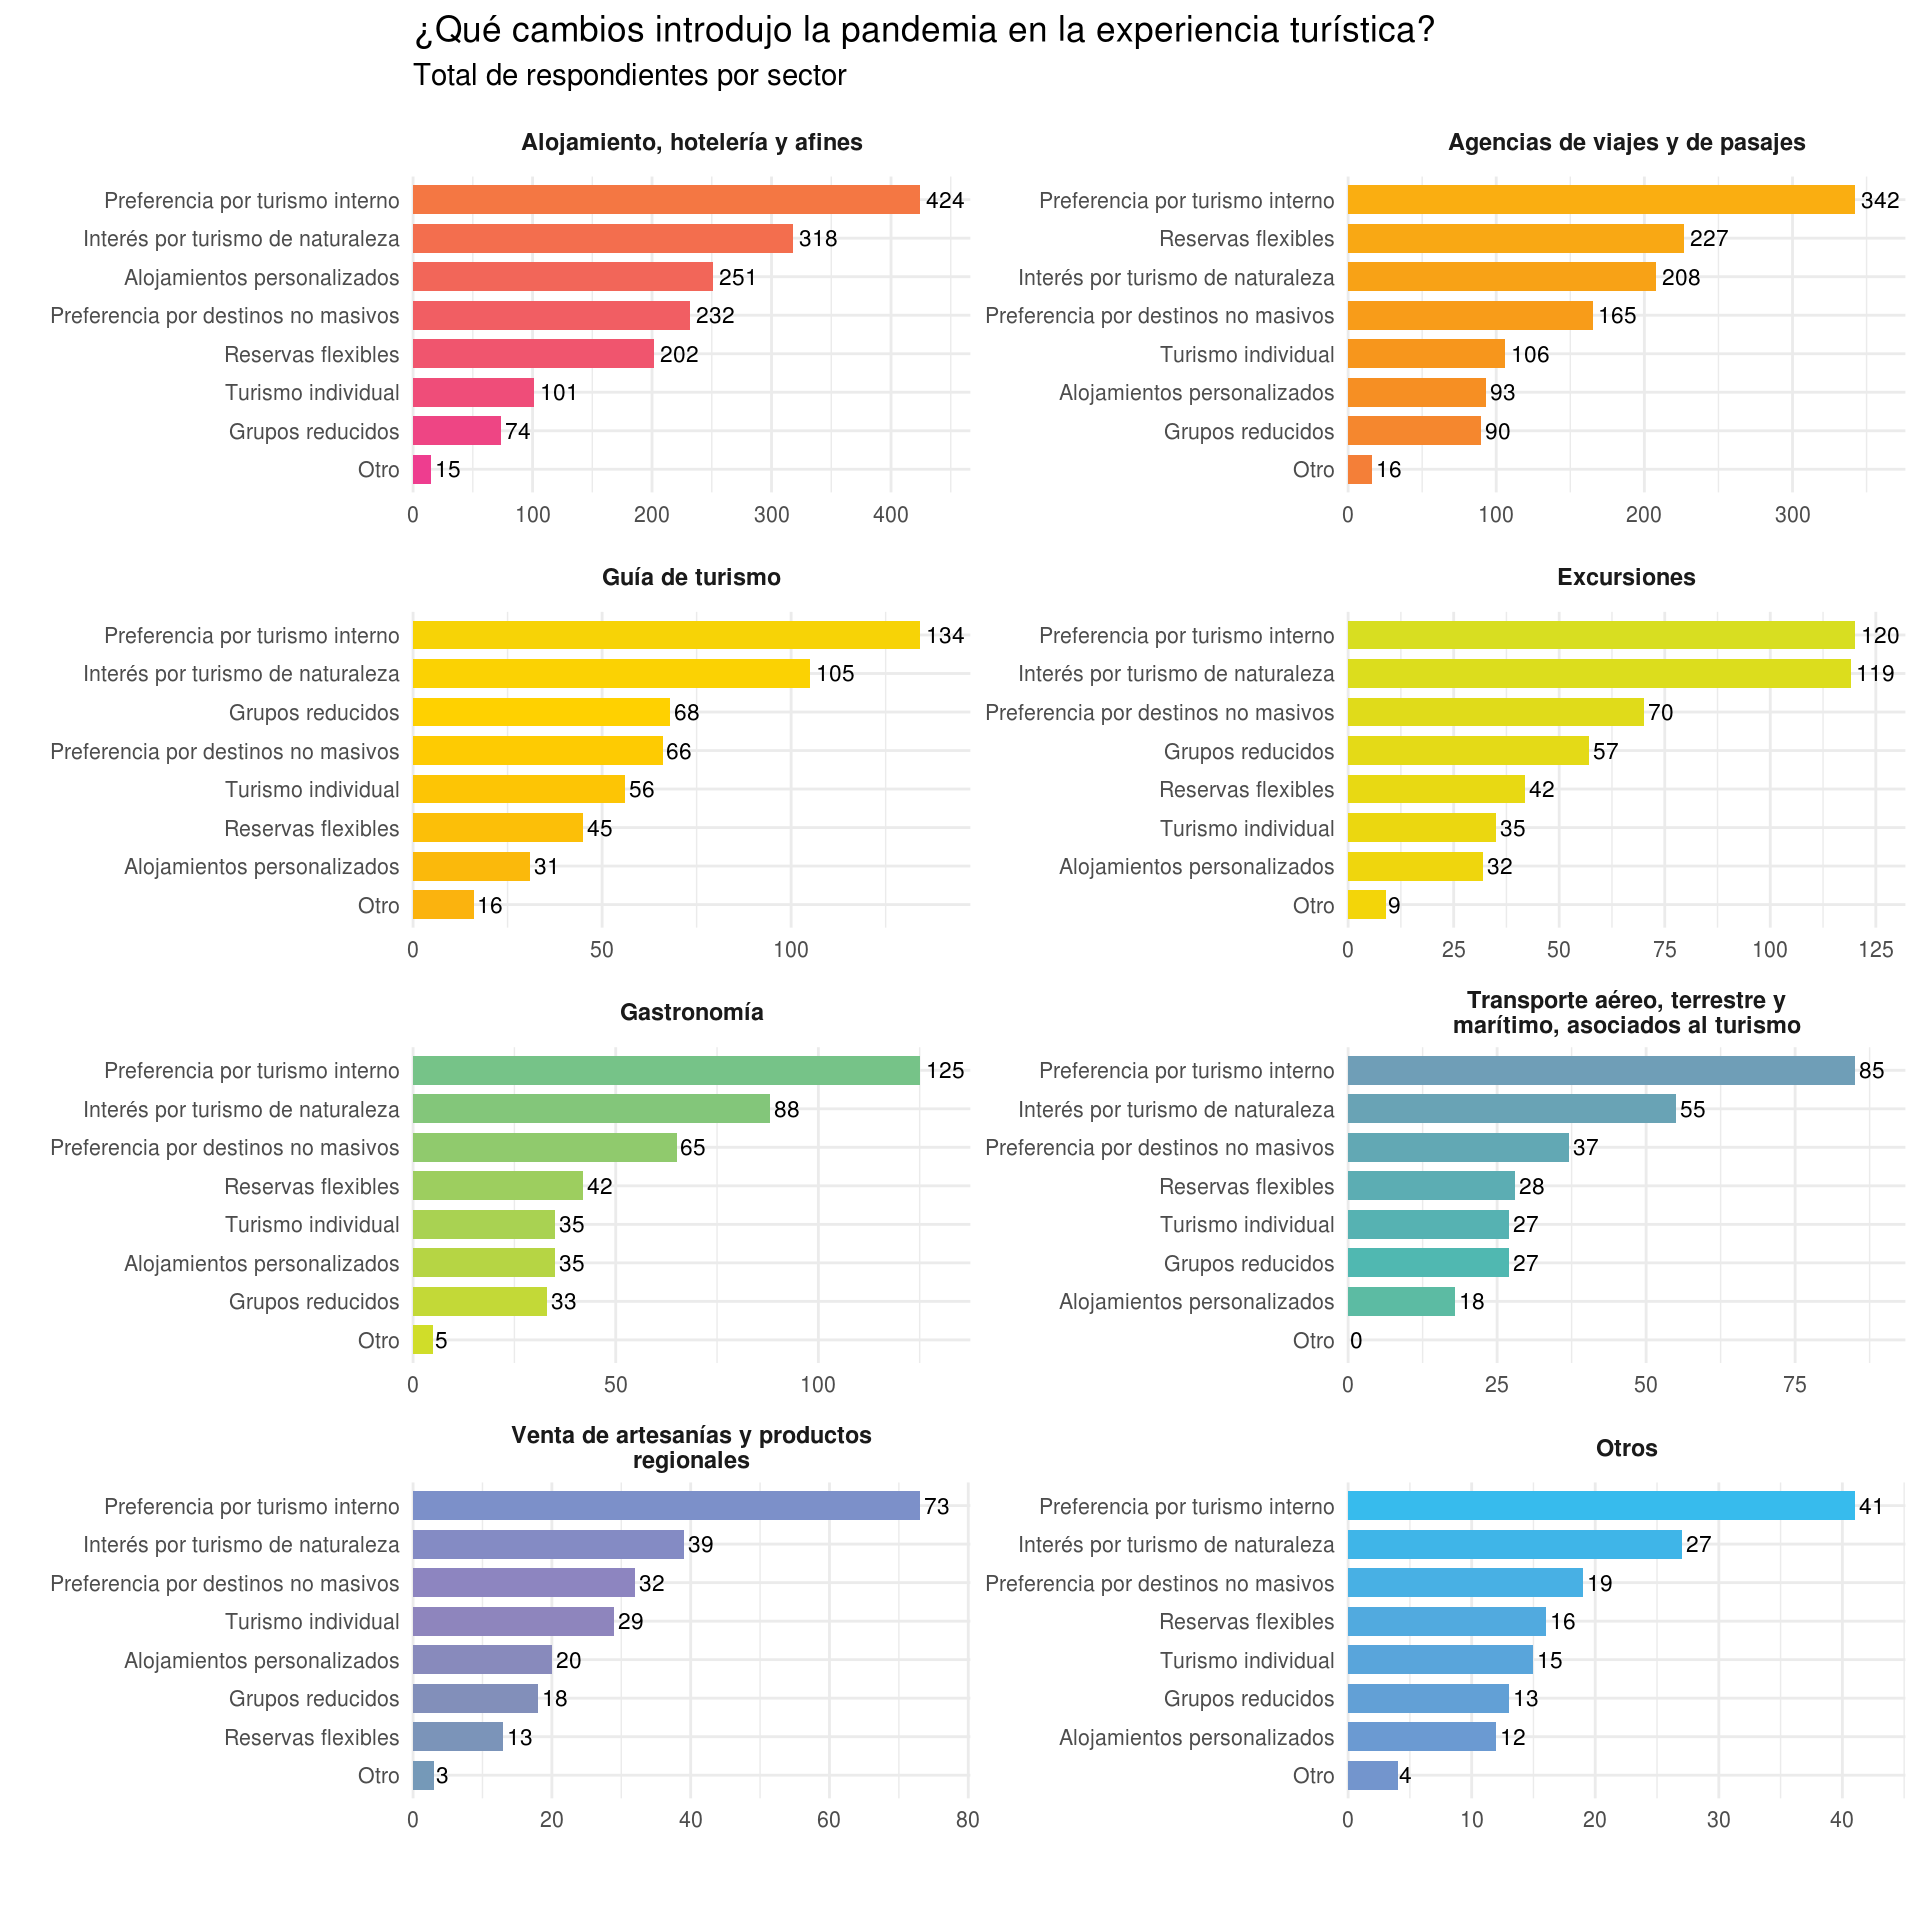 ¿Qué cambios introdujo la pandemia en la experiencia turística?
Total de respondientes por sector
Alojamiento, hotelería y afines
Preferencia por turismo interno 424
Interés por turismo de naturaleza 318
Alojamientos personalizados 251
Preferencia por destinos no masivos 232
Reservas flexibles 202
Turismo individual 101
Grupos reducidos 74
Otro 15
0 100 200 300 400
Agencias de viajes y de pasajes
Preferencia por turismo interno 342
Reservas flexibles 227
Interés por turismo de naturaleza 208
Preferencia por destinos no masivos 165
Turismo individual 106
Alojamientos personalizados 93
Grupos reducidos 90
Otro 16
0 100 200 300
Guía de turismo
Preferencia por turismo interno 134
Interés por turismo de naturaleza 105
Grupos reducidos 68
Preferencia por destinos no masivos 66
Turismo individual 56
Reservas flexibles 45
Alojamientos personalizados 31
Otro 16
0 50 100
Excursiones
Preferencia por turismo interno 120
Interés por turismo de naturaleza 119
Preferencia por destinos no masivos 70
Grupos reducidos 57
Reservas flexibles 42
Turismo individual 35
Alojamientos personalizados 32
Otro 9
0 25 50 75 100 125
Gastronomía
Preferencia por turismo interno 125
Interés por turismo de naturaleza 88
Preferencia por destinos no masivos 65
Reservas flexibles 42
Turismo individual 35
Alojamientos personalizados 35
Grupos reducidos 33
Otro 5
0 50 100
Transporte aéreo, terrestre y
marítimo, asociados al turismo
Preferencia por turismo interno 85
Interés por turismo de naturaleza 55
Preferencia por destinos no masivos 37
Reservas flexibles 28
Turismo individual 27
Grupos reducidos 27
Alojamientos personalizados 18
Otro 0
0 25 50 75
Venta de artesanías y productos
regionales
Preferencia por turismo interno 73
Interés por turismo de naturaleza 39
Preferencia por destinos no masivos 32
Turismo individual 29
Alojamientos personalizados 20
Grupos reducidos 18
Reservas flexibles 13
Otro 3
0 20 40 60 80
Otros
Preferencia por turismo interno 41
Interés por turismo de naturaleza 27
Preferencia por destinos no masivos 19
Reservas flexibles 16
Turismo individual 15
Grupos reducidos 13
Alojamientos personalizados 12
Otro 4
0 10 20 30 40